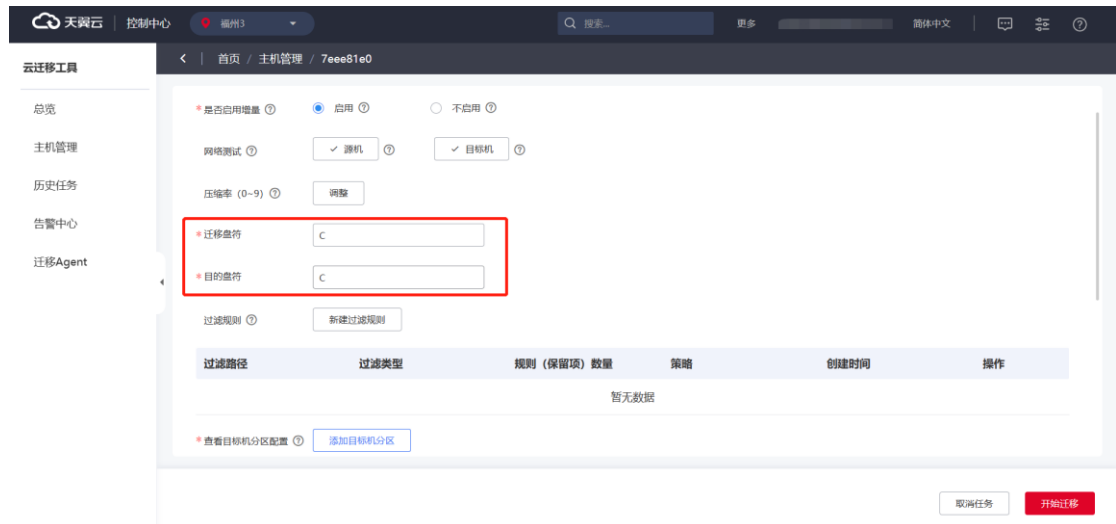 天翼云 控制中心 福州3 搜索... 更多 简体中文
云迁移工具
首页 / 主机管理 / 7eee81e0
总览
主机管理
历史任务
告警中心
迁移Agent
*是否启用增量 启用 不启用
网络测试 源机 目标机
压缩率 (0~9) 调整
*迁移盘符 C
*目的盘符 C
过滤规则 新建过滤规则
过滤路径 过滤类型 规则（保留项）数量 策略 创建时间 操作
暂无数据
*查看目标机分区配置 添加目标机分区
取消任务 开始迁移